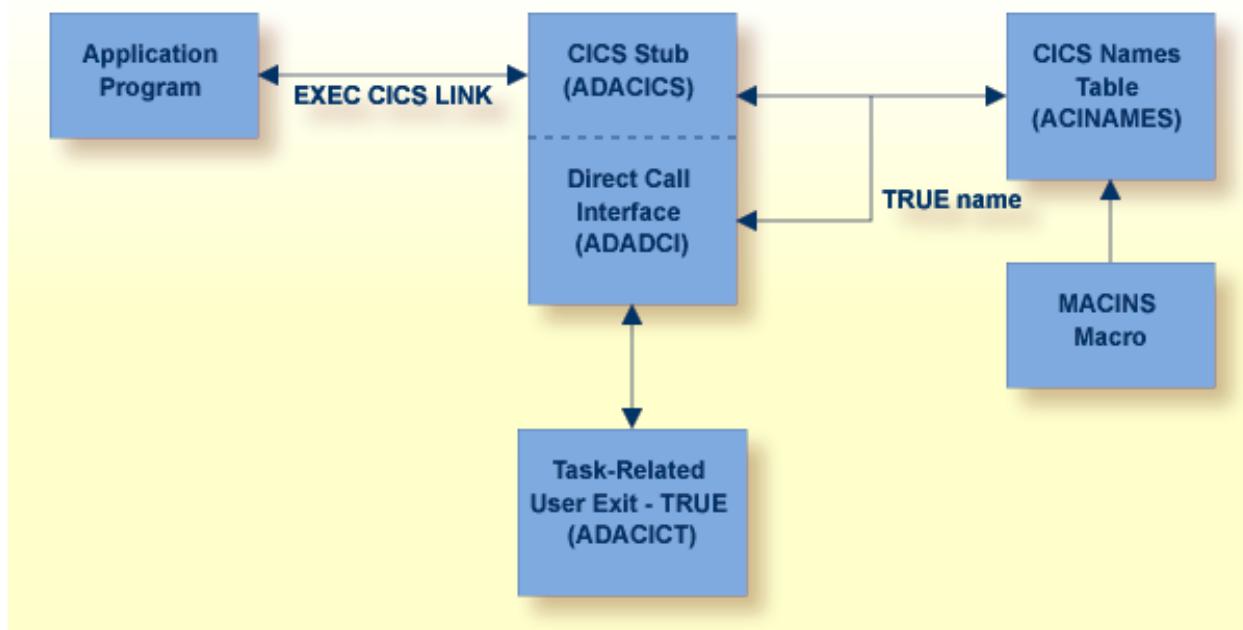 Application
Program
EXEC CICS LINK
CICS Stub
(ADACICS)
Direct Call
Interface
(ADADCI)
CICS Names
Table
(ACINAMES)
TRUE name
MACINS
Macro
Task-Related
User Exit - TRUE
(ADACICT)